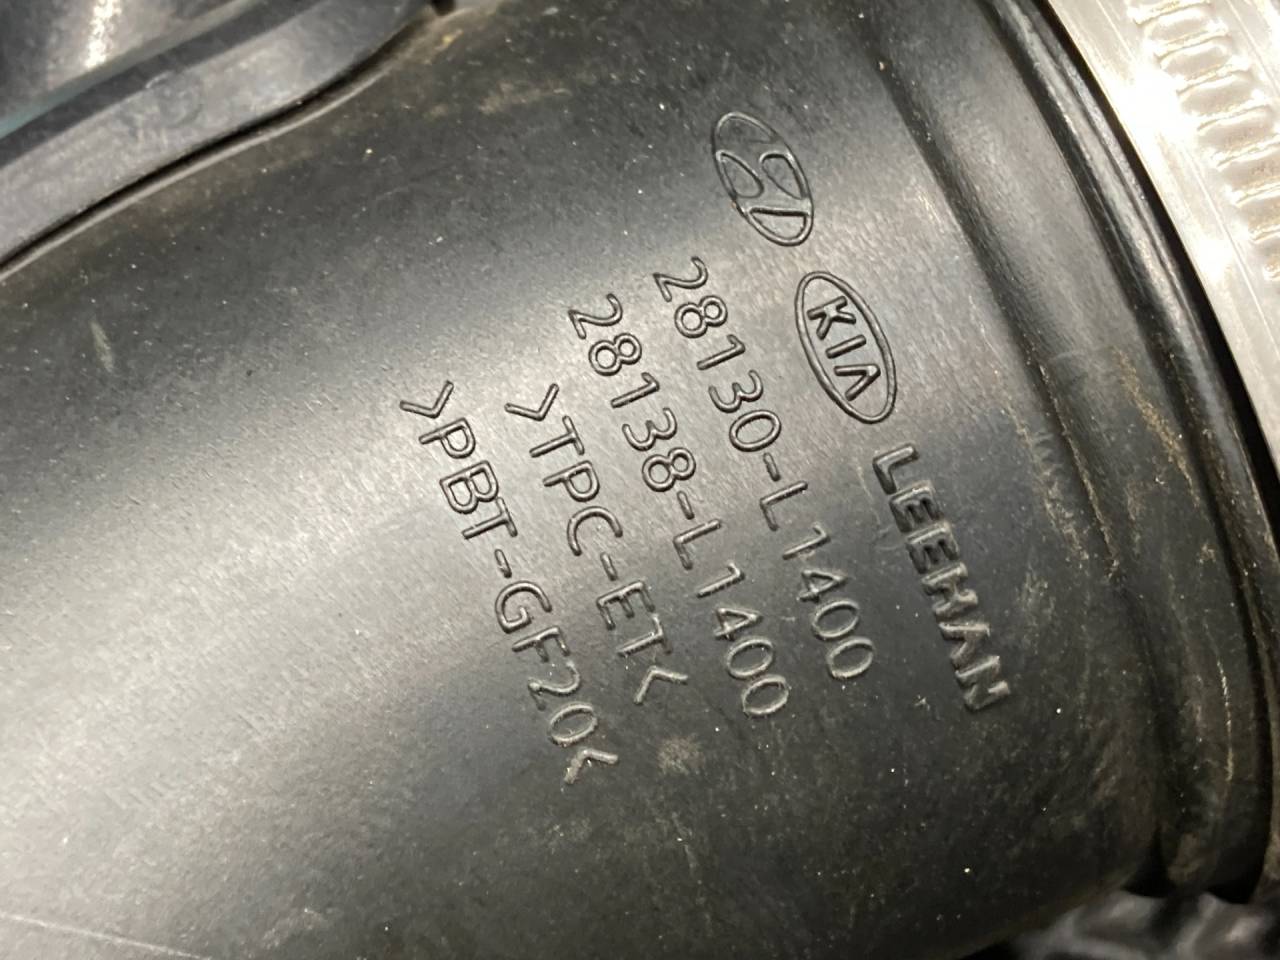 KIA LEEHAN
28130-L1400
28138-L1400
>TPC-ET<
>PBT-GF20<